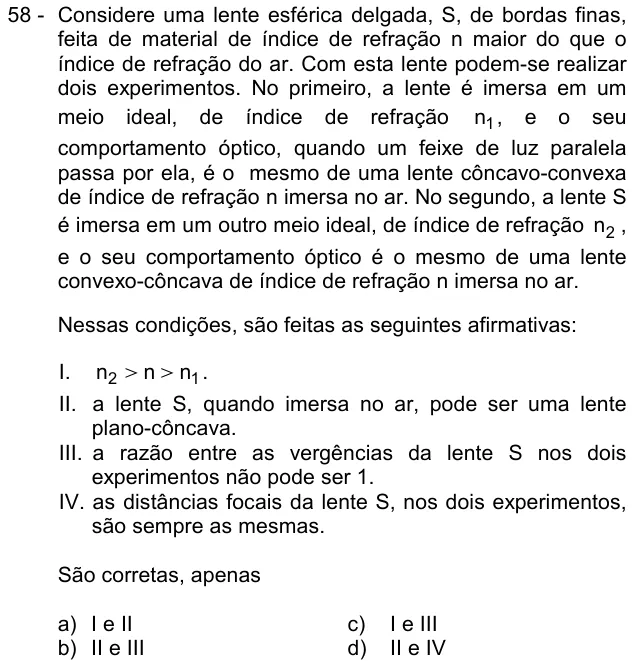 58 - Considere uma lente esférica delgada, S, de bordas finas,
feita de material de índice de refração n maior do que o
índice de refração do ar. Com esta lente podem-se realizar
dois experimentos. No primeiro, a lente é imersa em um
meio ideal, de índice de refração n₁, e o seu
comportamento óptico, quando um feixe de luz paralela
passa por ela, é o mesmo de uma lente côncavo-convexa
de índice de refração n imersa no ar. No segundo, a lente S
é imersa em um outro meio ideal, de índice de refração n₂ ,
e o seu comportamento óptico é o mesmo de uma lente
convexo-côncava de índice de refração n imersa no ar.
Nessas condições, são feitas as seguintes afirmativas:
I. n₂ > n > n₁ .
II. a lente S, quando imersa no ar, pode ser uma lente
plano-côncava.
III. a razão entre as vergências da lente S nos dois
experimentos não pode ser 1.
IV. as distâncias focais da lente S, nos dois experimentos,
são sempre as mesmas.
São corretas, apenas
a) I e II c) I e III
b) II e III d) II e IV